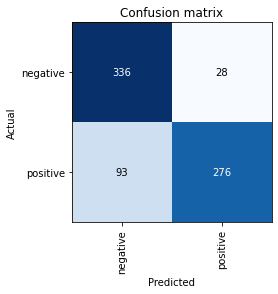 Confusion matrix
Actual
negative
336
28
positive
93
276
negative
positive
Predicted